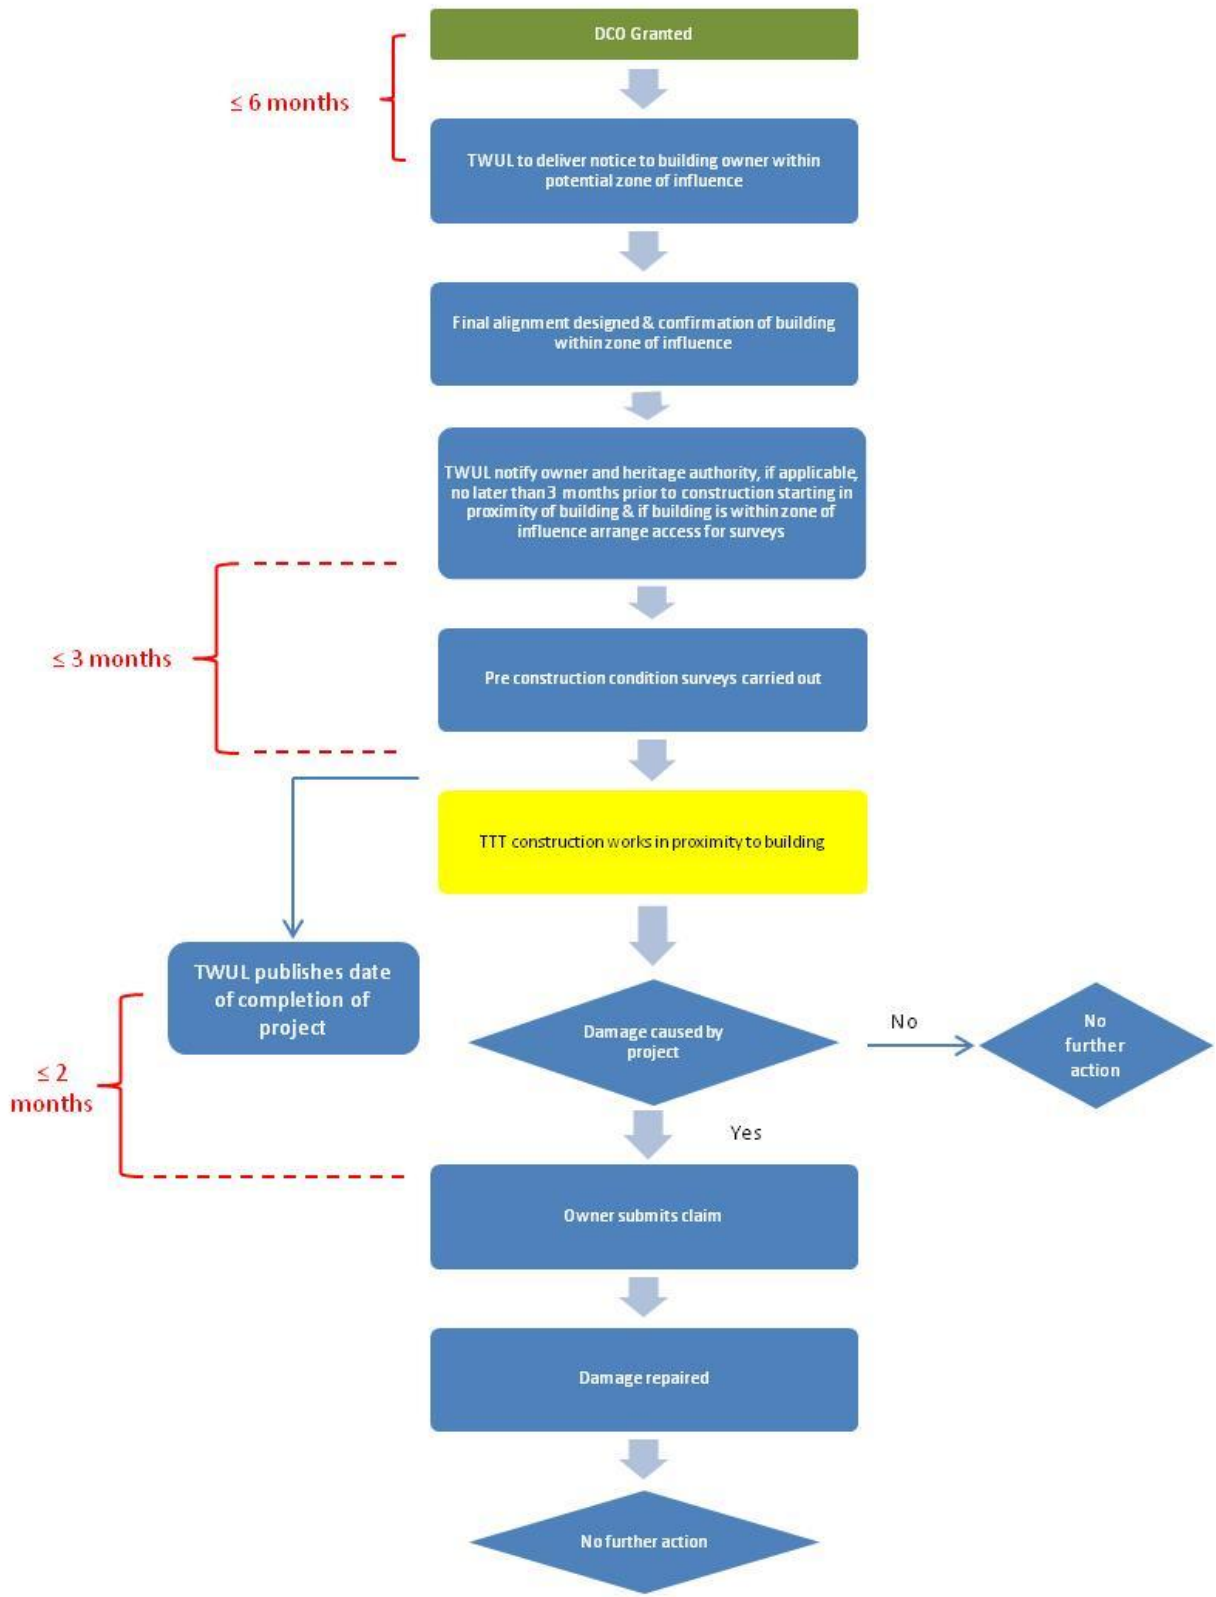 DCO Granted
≤ 6 months
TWUL to deliver notice to building owner within
potential zone of influence
Final alignment designed & confirmation of building
within zone of influence
TWUL notify owner and heritage authority, if applicable,
no later than 3 months prior to construction starting in
proximity of building & if building is within zone of
influence arrange access for surveys
≤ 3 months
Pre construction condition surveys carried out
TTT construction works in proximity to building
TWUL publishes date
of completion of
project
Damage caused by
project
No
No
further
action
≤ 2
months
Yes
Owner submits claim
Damage repaired
No further action